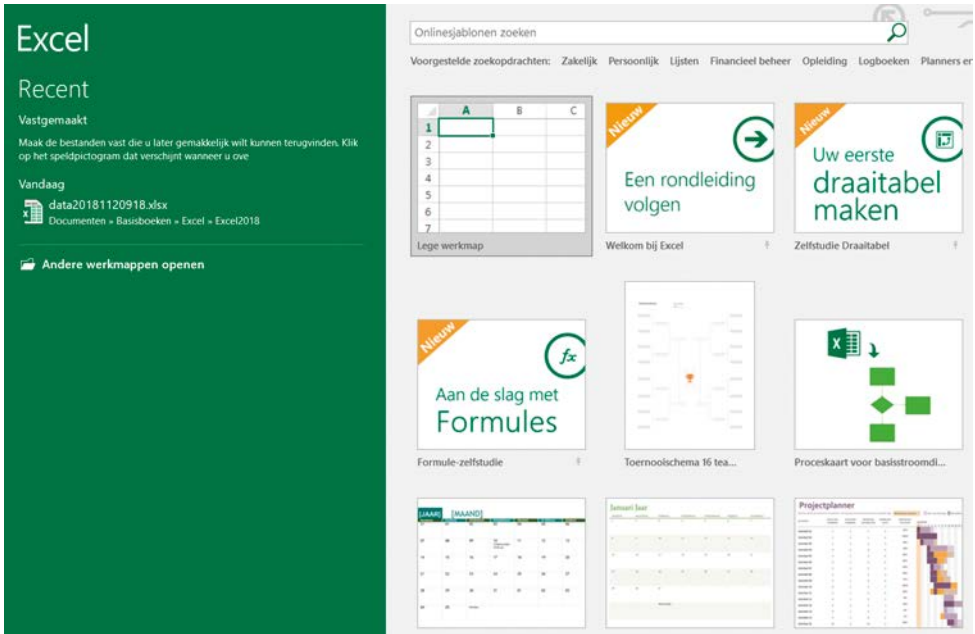 Excel
Recent
Vastgemaakt
Maak de bestanden vast die u later gemakkelijk wilt kunnen terugvinden. Klik
op het speldpictogram dat verschijnt wanneer u ove
Vandaag
data20181120918.xlsx
Documenten » Basisboeken » Excel » Excel2018
Andere werkmappen openen
Onlinesjablonen zoeken
Voorgestelde zoekopdrachten: Zakelijk Persoonlijk Lijsten Financieel beheer Opleiding Logboeken Planners er
A B C
1
2
3
4
5
6
7
Lege werkmap
Nieuw
Een rondleiding
volgen
Welkom bij Excel
Nieuw
Uw eerste
draaitabel
maken
Zelfstudie Draaitabel
Nieuw
fx
Aan de slag met
Formules
Formule-zelfstudie
Toernooischema 16 tea...
X
Proceskaart voor basisstroomdi...
[JAAR] [MAAND]
Januari Jaar
Projectplanner